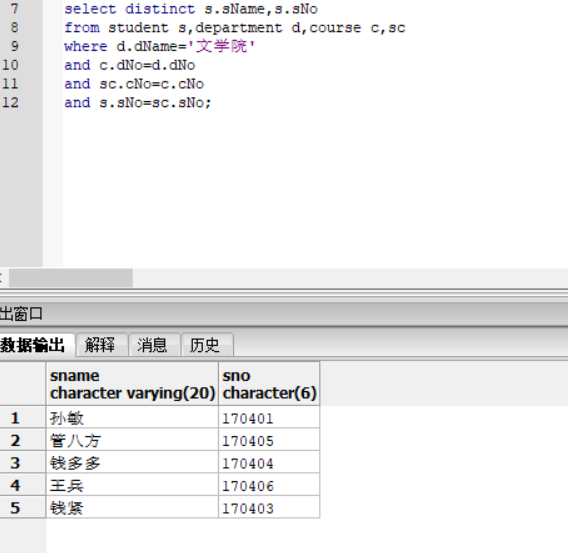 7 select distinct s.sName,s.sNo
8 from student s,department d,course c,sc
9 where d.dName='文学院'
10 and c.dNo=d.dNo
11 and sc.cNo=c.cNo
12 and s.sNo=sc.sNo;
出窗口
数据输出 解释 消息 历史
sname sno
character varying(20) character(6)
1 孙敏 170401
2 管八方 170405
3 钱多多 170404
4 王兵 170406
5 钱紧 170403